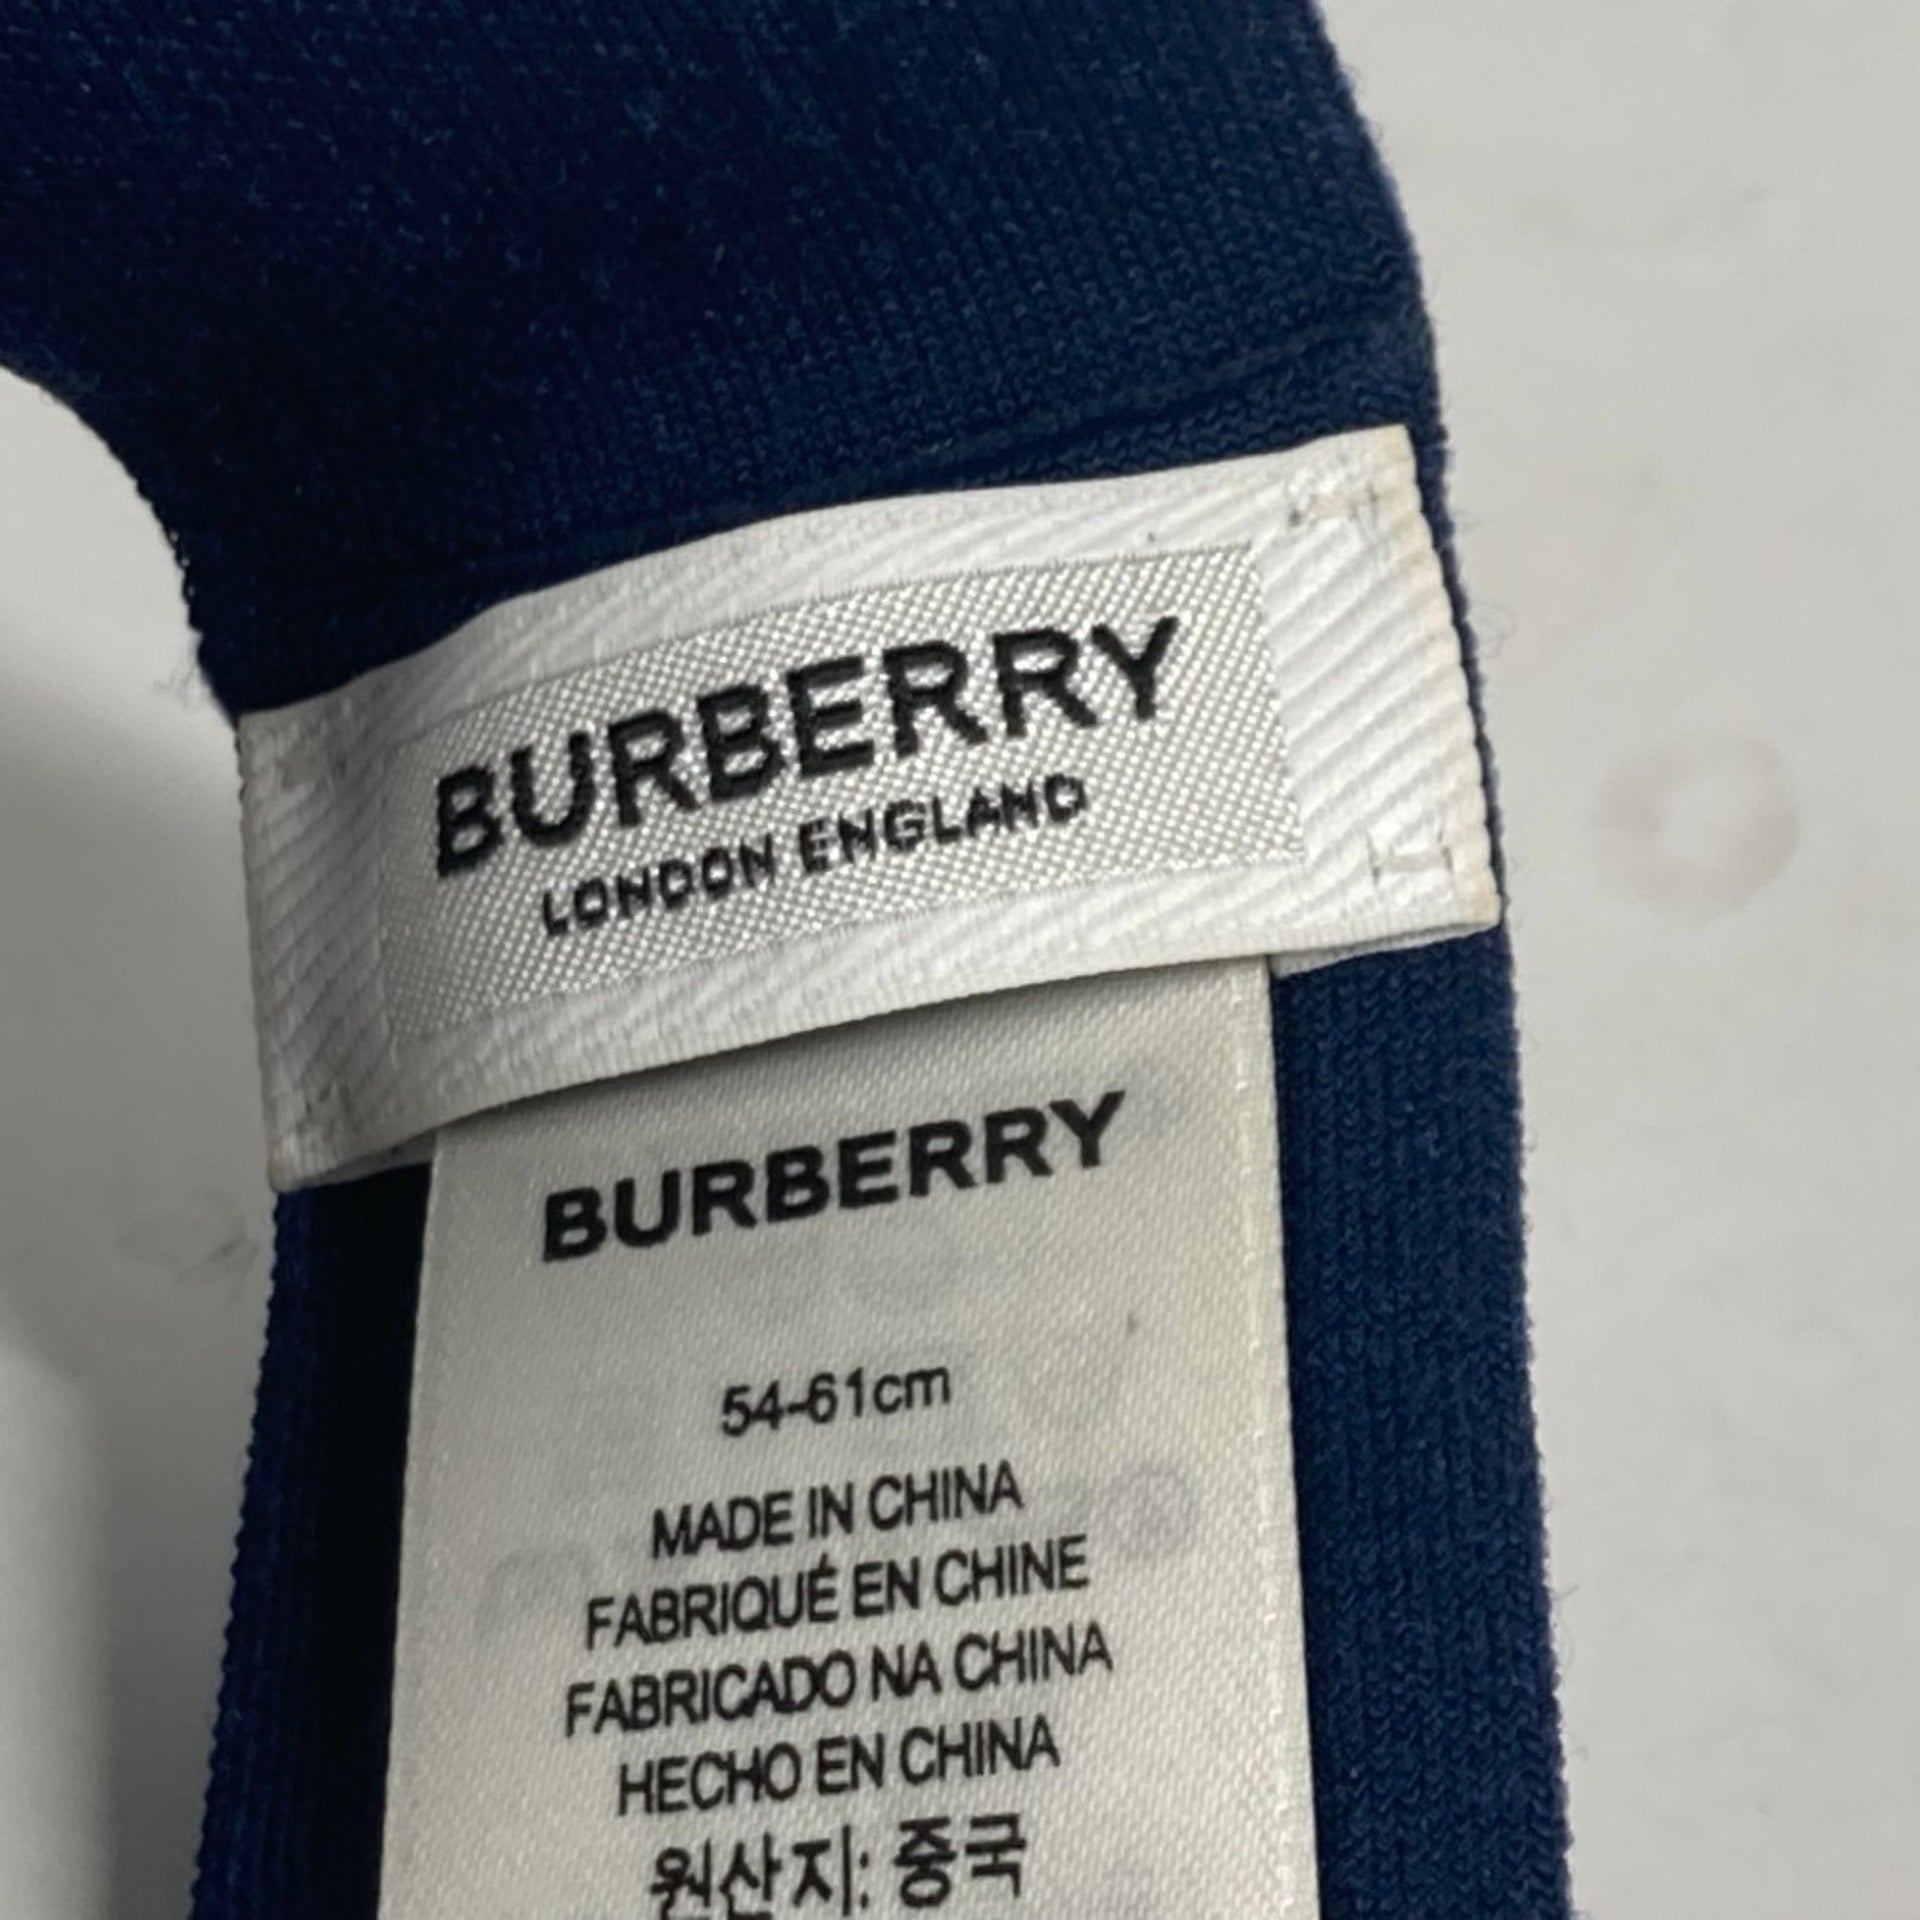 BURBERRY
LONDON ENGLAND
BURBERRY
54-61cm
MADE IN CHINA
FABRIQUÉ EN CHINE
FABRICADO NA CHINA
HECHO EN CHINA
원산지: 중국